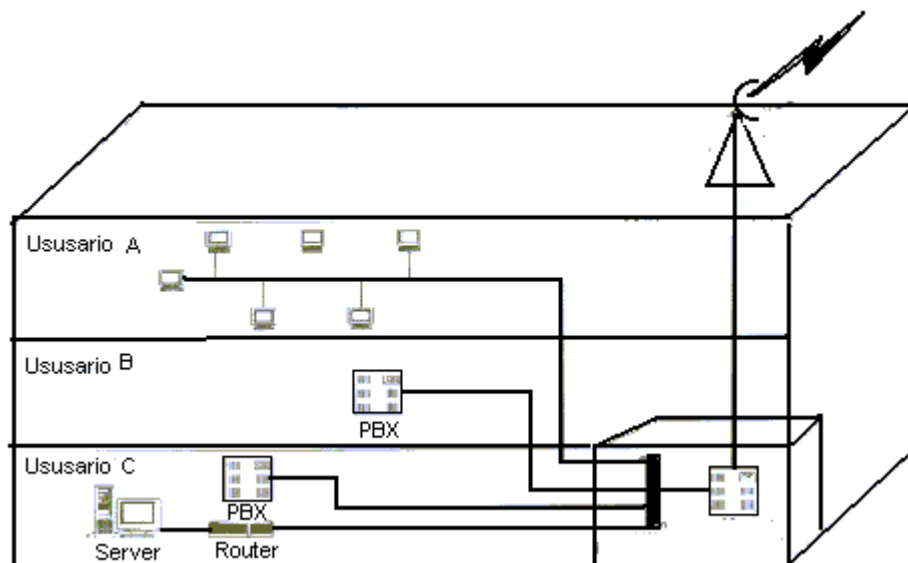 Ususario A
Ususario B
PBX
Ususario C
PBX
Server
Router